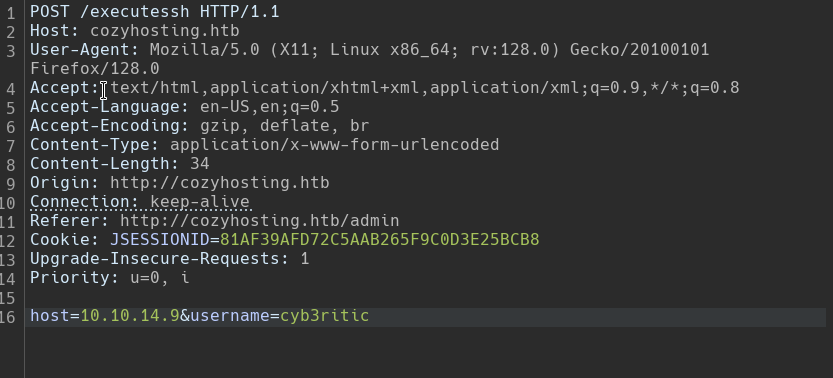 1 POST /executessh HTTP/1.1
2 Host: cozyhosting.htb
3 User-Agent: Mozilla/5.0 (X11; Linux x86_64; rv:128.0) Gecko/20100101
Firefox/128.0
4 Accept: text/html,application/xhtml+xml,application/xml;q=0.9,*/*;q=0.8
5 Accept-Language: en-US,en;q=0.5
6 Accept-Encoding: gzip, deflate, br
7 Content-Type: application/x-www-form-urlencoded
8 Content-Length: 34
9 Origin: http://cozyhosting.htb
10 Connection: keep-alive
11 Referer: http://cozyhosting.htb/admin
12 Cookie: JSESSIONID=81AF39AFD72C5AAB265F9C0D3E25BCB8
13 Upgrade-Insecure-Requests: 1
14 Priority: u=0, i
15
16 host=10.10.14.9&username=cyb3ritic